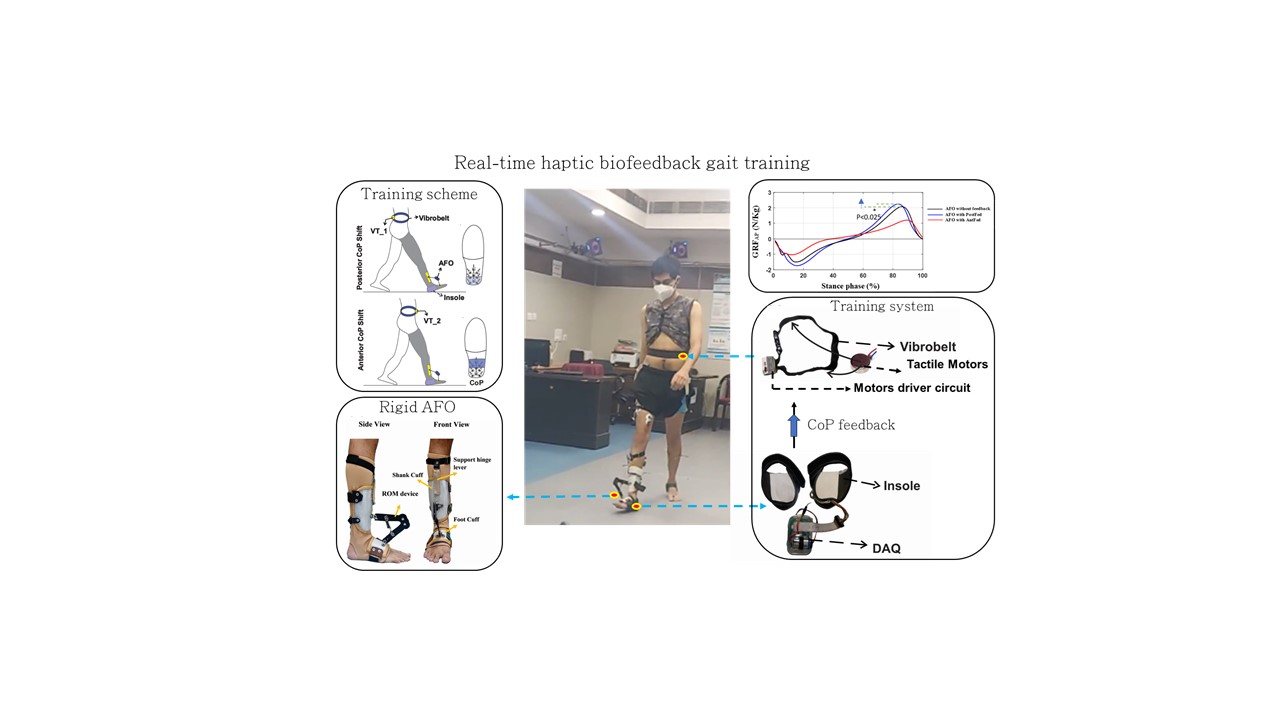 Real-time haptic biofeedback gait training
Training scheme
Posterior CoP Shift
VT_1
Vibrobelt
AFO
Insole
Anterior CoP Shift
VT_2
CoP
Rigid AFO
Side View
Front View
Support hinge
lever
Shank Cuff
ROM device
Foot Cuff
GRF AP (N/Kg)
3
2
1
0
-1
-2
0
20
40
60
80
100
Stance phase (%)
*
P<0.025
AFO without feedback
AFO with PostFed
AFO with AntFed
Training system
Vibrobelt
Tactile Motors
Motors driver circuit
CoP feedback
Insole
DAQ